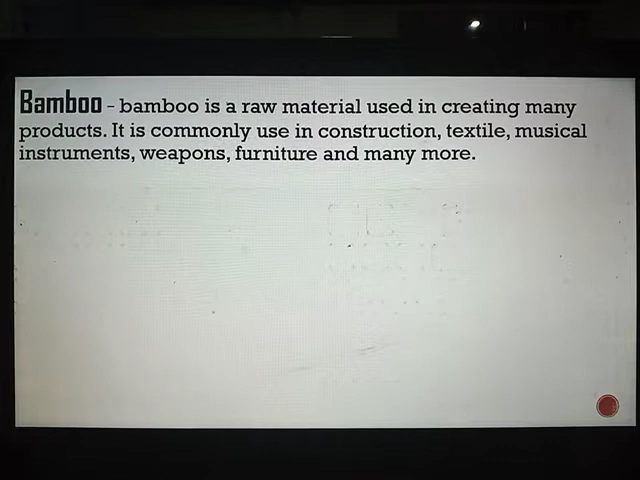 Bamboo - bamboo is a raw material used in creating many
products. It is commonly use in construction, textile, musical
instruments, weapons, furniture and many more.